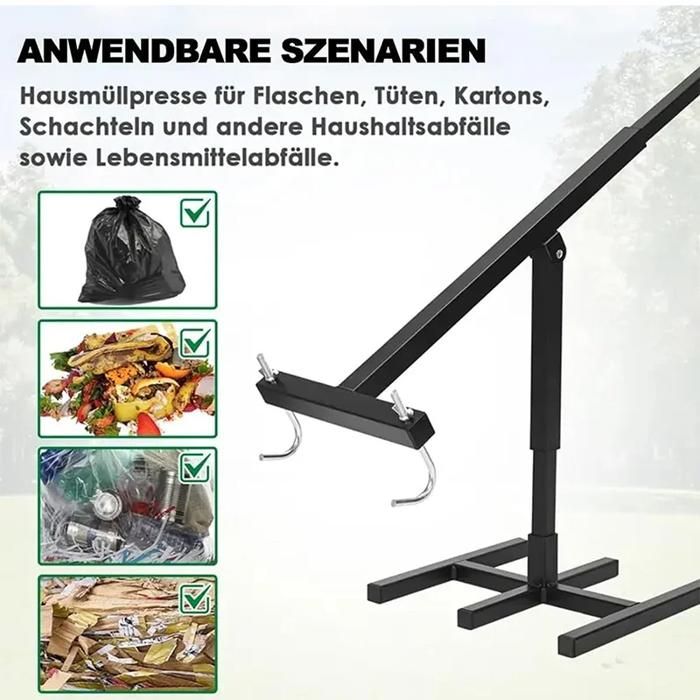 ANWENDBARE SZENARIEN
Hausmüllpresse für Flaschen, Tüten, Kartons,
Schachteln und andere Haushaltsabfälle
sowie Lebensmittelabfälle.